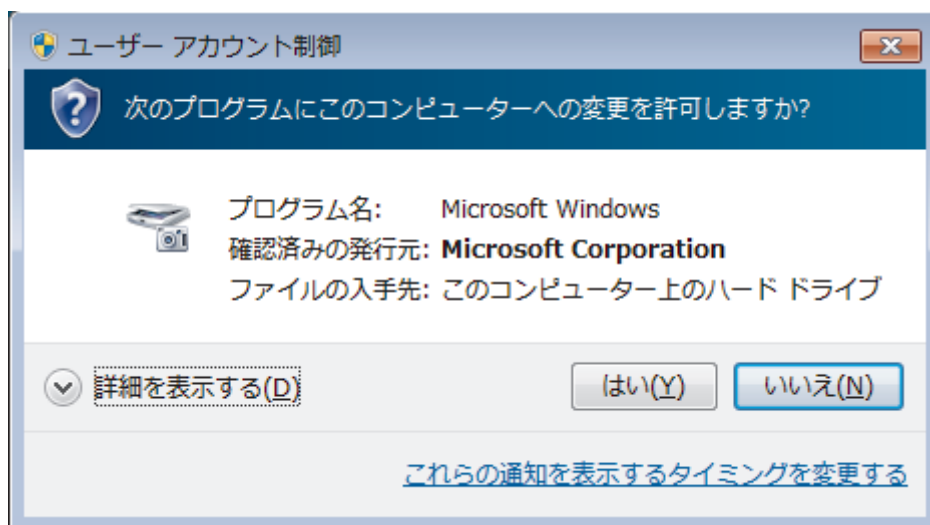 ユーザー アカウント制御
次のプログラムにこのコンピューターへの変更を許可しますか?
プログラム名: Microsoft Windows
確認済みの発行元: Microsoft Corporation
ファイルの入手先: このコンピューター上のハード ドライブ
詳細を表示する(D) はい(Y) いいえ(N)
これらの通知を表示するタイミングを変更する